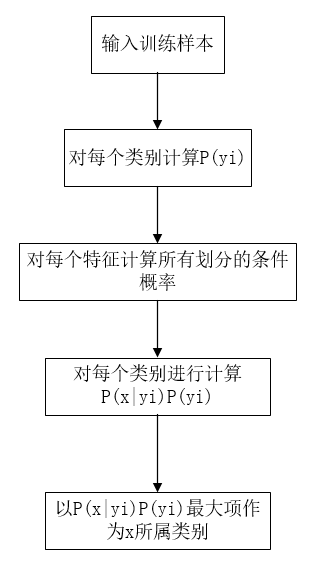 输入训练样本
对每个类别计算P(yi)
对每个特征计算所有划分的条件
概率
对每个类别进行计算
P(x|yi)P(yi)
以P(x|yi)P(yi)最大项作
为x所属类别